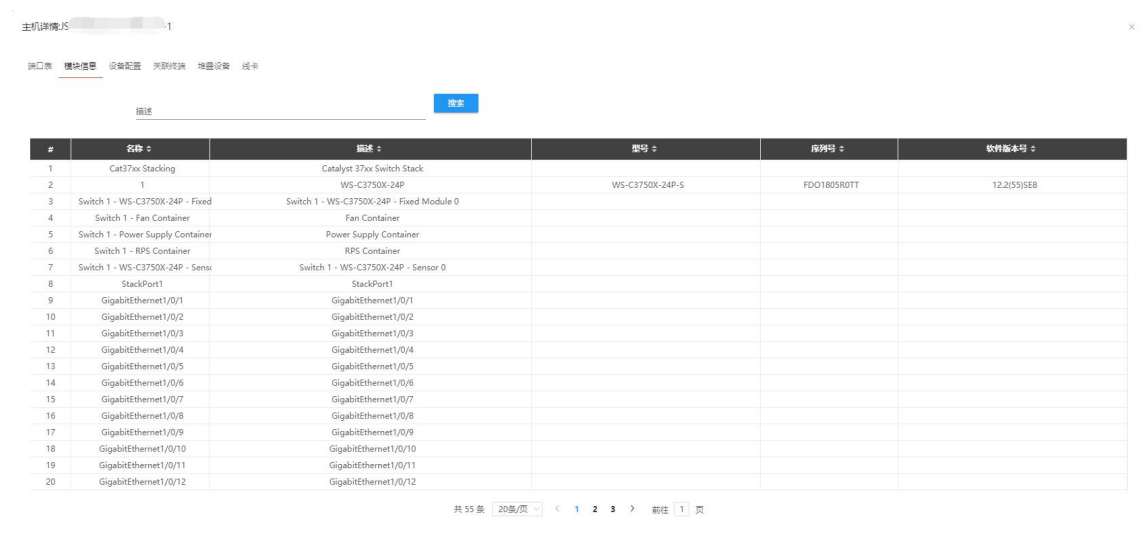 主机详情:JS -1
×
端口表 模块信息 设备配置 关联终端 堆叠设备 线卡
描述 搜索
# 名称 描述 型号 序列号 软件版本号
1 Cat37xx Stacking Catalyst 37xx Switch Stack
2 1 WS-C3750X-24P WS-C3750X-24P-S FDO1805R0TT 12.2(55)SE8
3 Switch 1 - WS-C3750X-24P - Fixed Switch 1 - WS-C3750X-24P - Fixed Module 0
4 Switch 1 - Fan Container Fan Container
5 Switch 1 - Power Supply Container Power Supply Container
6 Switch 1 - RPS Container RPS Container
7 Switch 1 - WS-C3750X-24P - Senso Switch 1 - WS-C3750X-24P - Sensor 0
8 StackPort1 StackPort1
9 GigabitEthernet1/0/1 GigabitEthernet1/0/1
10 GigabitEthernet1/0/2 GigabitEthernet1/0/2
11 GigabitEthernet1/0/3 GigabitEthernet1/0/3
12 GigabitEthernet1/0/4 GigabitEthernet1/0/4
13 GigabitEthernet1/0/5 GigabitEthernet1/0/5
14 GigabitEthernet1/0/6 GigabitEthernet1/0/6
15 GigabitEthernet1/0/7 GigabitEthernet1/0/7
16 GigabitEthernet1/0/8 GigabitEthernet1/0/8
17 GigabitEthernet1/0/9 GigabitEthernet1/0/9
18 GigabitEthernet1/0/10 GigabitEthernet1/0/10
19 GigabitEthernet1/0/11 GigabitEthernet1/0/11
20 GigabitEthernet1/0/12 GigabitEthernet1/0/12
共 55 条 20条/页 < 1 2 3 > 前往 1 页